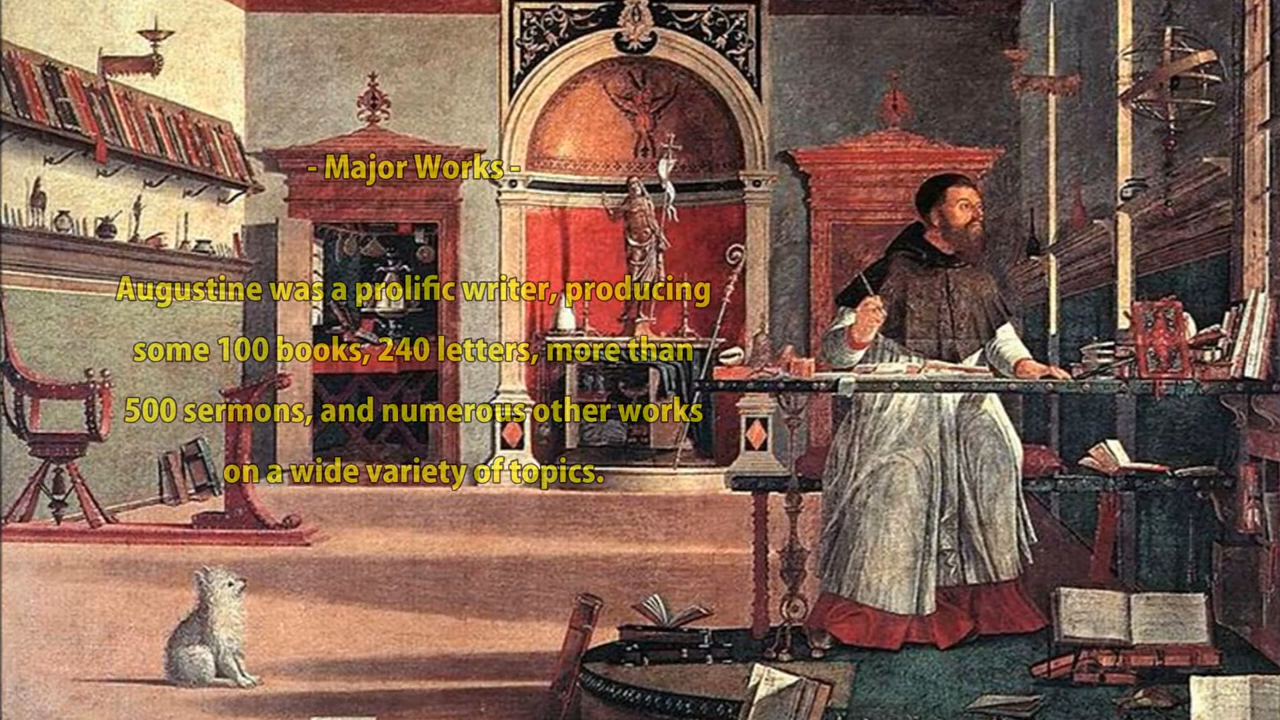 - Major Works -
Augustine was a prolific writer, producing
some 100 books, 240 letters, more than
500 sermons, and numerous other works
on a wide variety of topics.